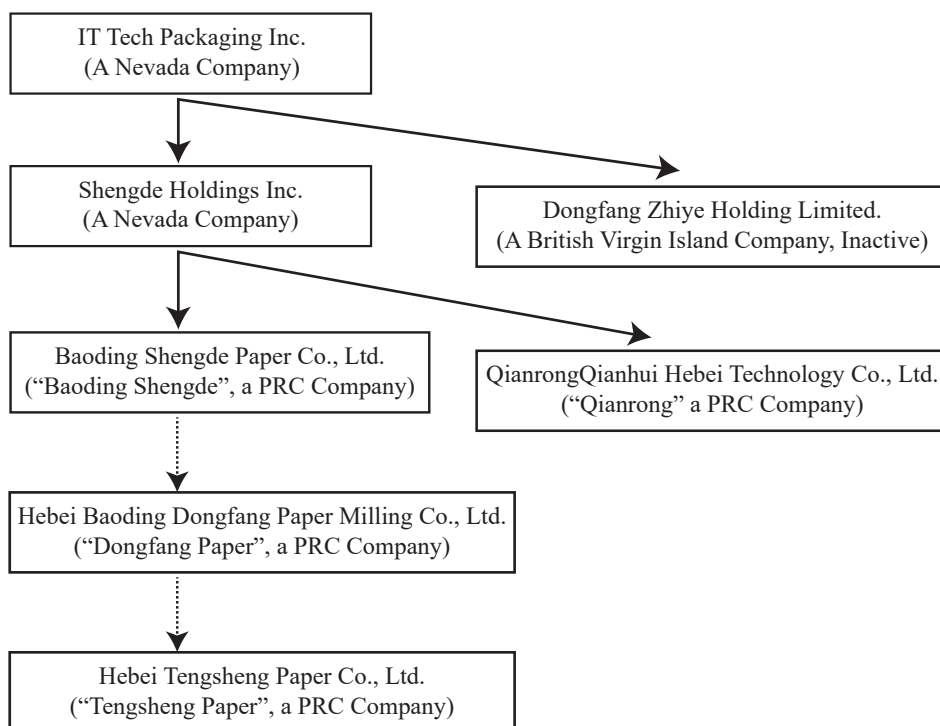 IT Tech Packaging Inc.
(A Nevada Company)
Shengde Holdings Inc.
(A Nevada Company)
Dongfang Zhiye Holding Limited.
(A British Virgin Island Company, Inactive)
Baoding Shengde Paper Co., Ltd.
(“Baoding Shengde”, a PRC Company)
QianrongQianhui Hebei Technology Co., Ltd.
(“Qianrong” a PRC Company)
Hebei Baoding Dongfang Paper Milling Co., Ltd.
(“Dongfang Paper”, a PRC Company)
Hebei Tengsheng Paper Co., Ltd.
(“Tengsheng Paper”, a PRC Company)